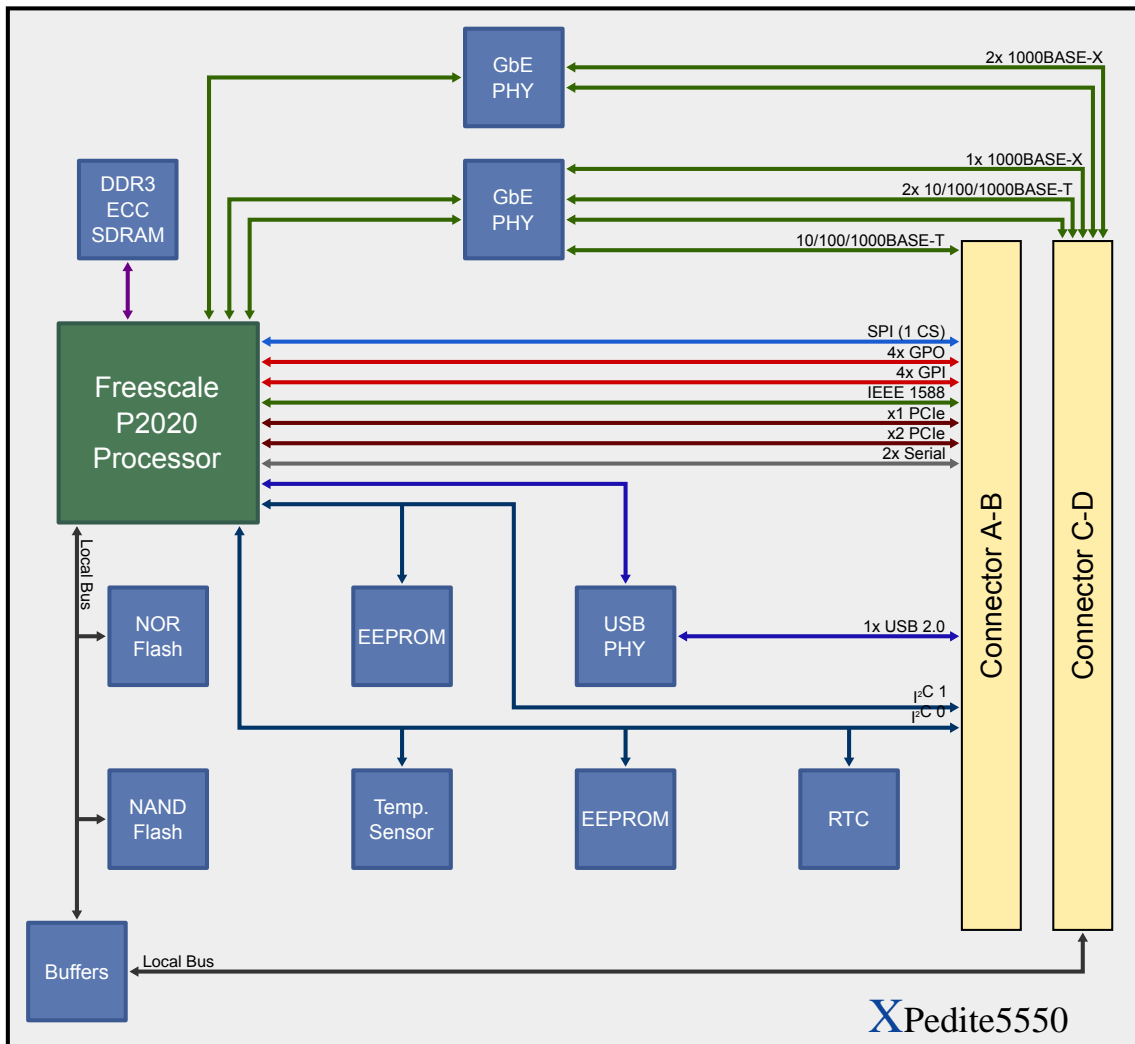 GbE
PHY
2x 1000BASE-X
DDR3
ECC
SDRAM
GbE
PHY
1x 1000BASE-X
2x 10/100/1000BASE-T
10/100/1000BASE-T
Freescale
P2020
Processor
SPI (1 CS)
4x GPO
4x GPI
IEEE 1588
x1 PCIe
x2 PCIe
2x Serial
Connector A-B
Connector C-D
Local Bus
NOR
Flash
EEPROM
USB
PHY
1x USB 2.0
I²C 1
I²C 0
NAND
Flash
Temp.
Sensor
EEPROM
RTC
Buffers
Local Bus
XPedite5550